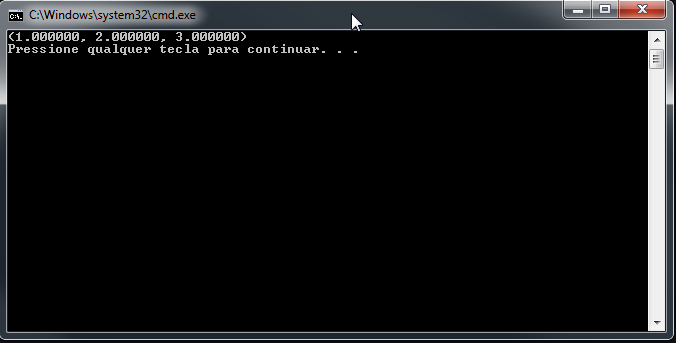 C:\Windows\system32\cmd.exe
(1.000000, 2.000000, 3.000000)
Pressione qualquer tecla para continuar. . .